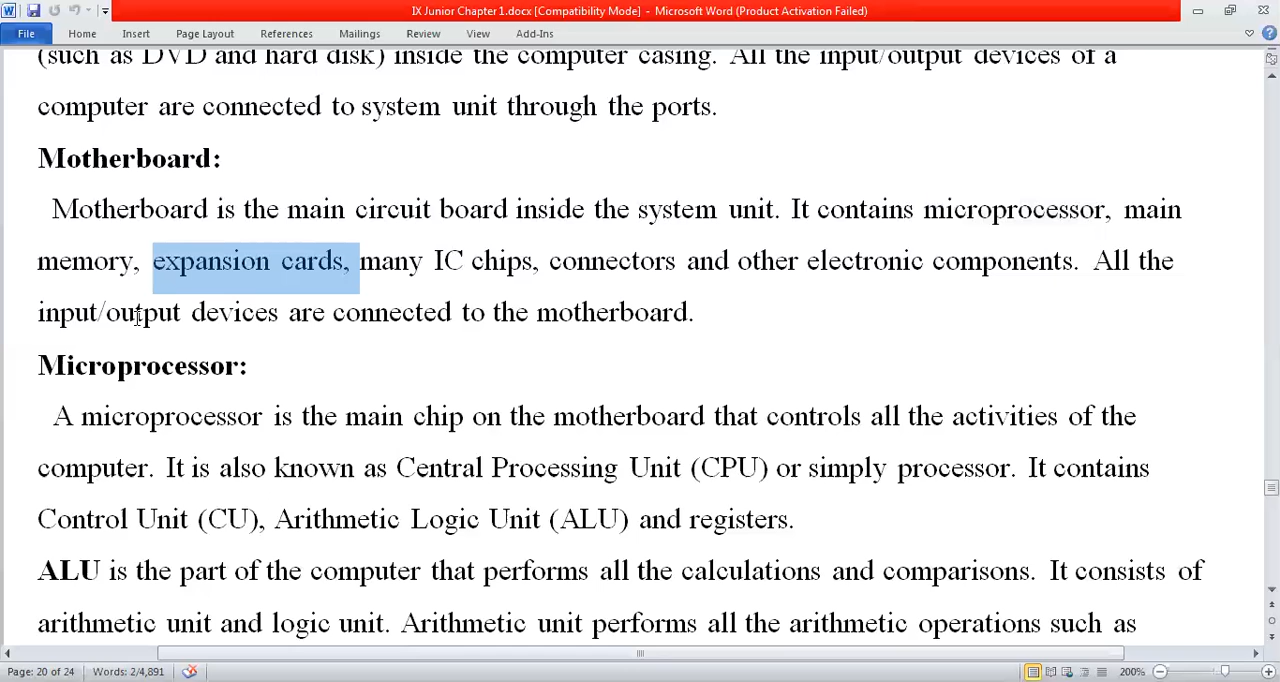 IX Junior Chapter 1.docx [Compatibility Mode] - Microsoft Word (Product Activation Failed)
File Home Insert Page Layout References Mailings Review View Add-Ins
(such as DVD and hard disk) inside the computer casing. All the input/output devices of a
computer are connected to system unit through the ports.
Motherboard:
Motherboard is the main circuit board inside the system unit. It contains microprocessor, main
memory, expansion cards, many IC chips, connectors and other electronic components. All the
input/output devices are connected to the motherboard.
Microprocessor:
A microprocessor is the main chip on the motherboard that controls all the activities of the
computer. It is also known as Central Processing Unit (CPU) or simply processor. It contains
Control Unit (CU), Arithmetic Logic Unit (ALU) and registers.
ALU is the part of the computer that performs all the calculations and comparisons. It consists of
arithmetic unit and logic unit. Arithmetic unit performs all the arithmetic operations such as
Page: 20 of 24 Words: 2/4,891 200%